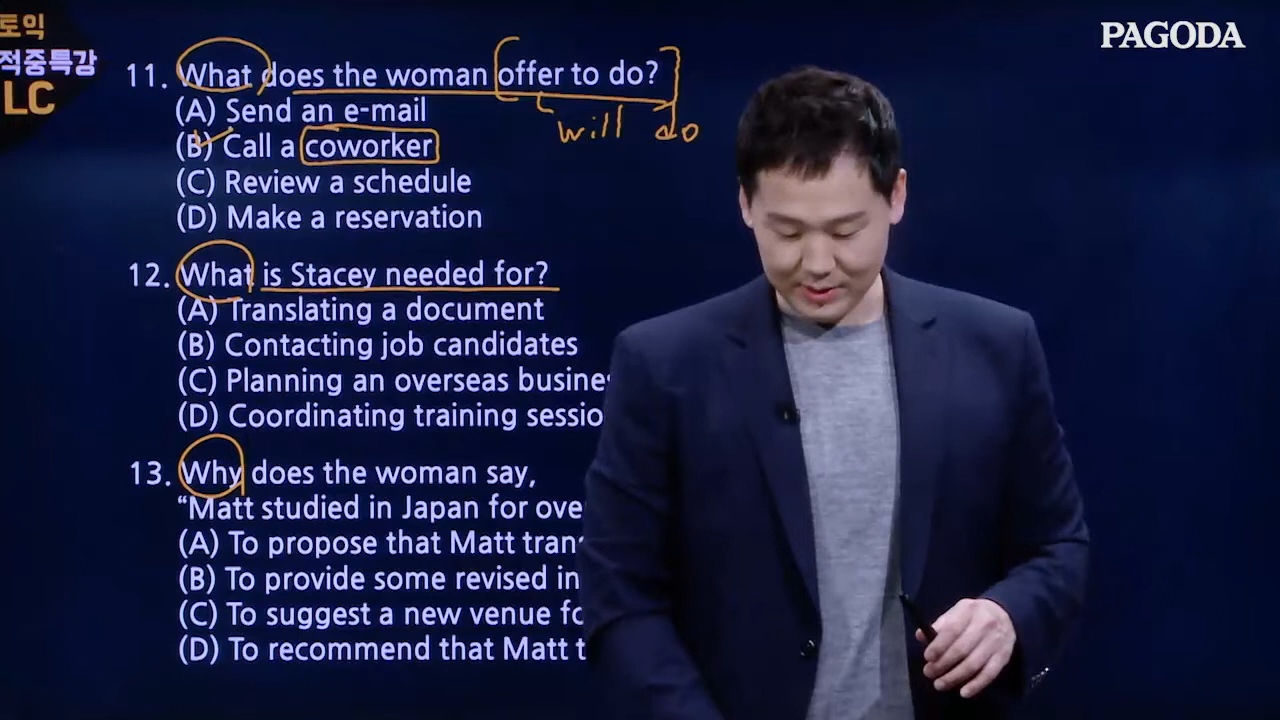 토익
적중특강
LC
PAGODA
11. What does the woman offer to do?
will do
(A) Send an e-mail
(B) Call a coworker
(C) Review a schedule
(D) Make a reservation
12. What is Stacey needed for?
(A) Translating a document
(B) Contacting job candidates
(C) Planning an overseas
(D) Coordinating training
13. Why does the woman say,
“Matt studied in Japan for
(A) To propose that Matt
(B) To provide some revised
(C) To suggest a new venue
(D) To recommend that Matt